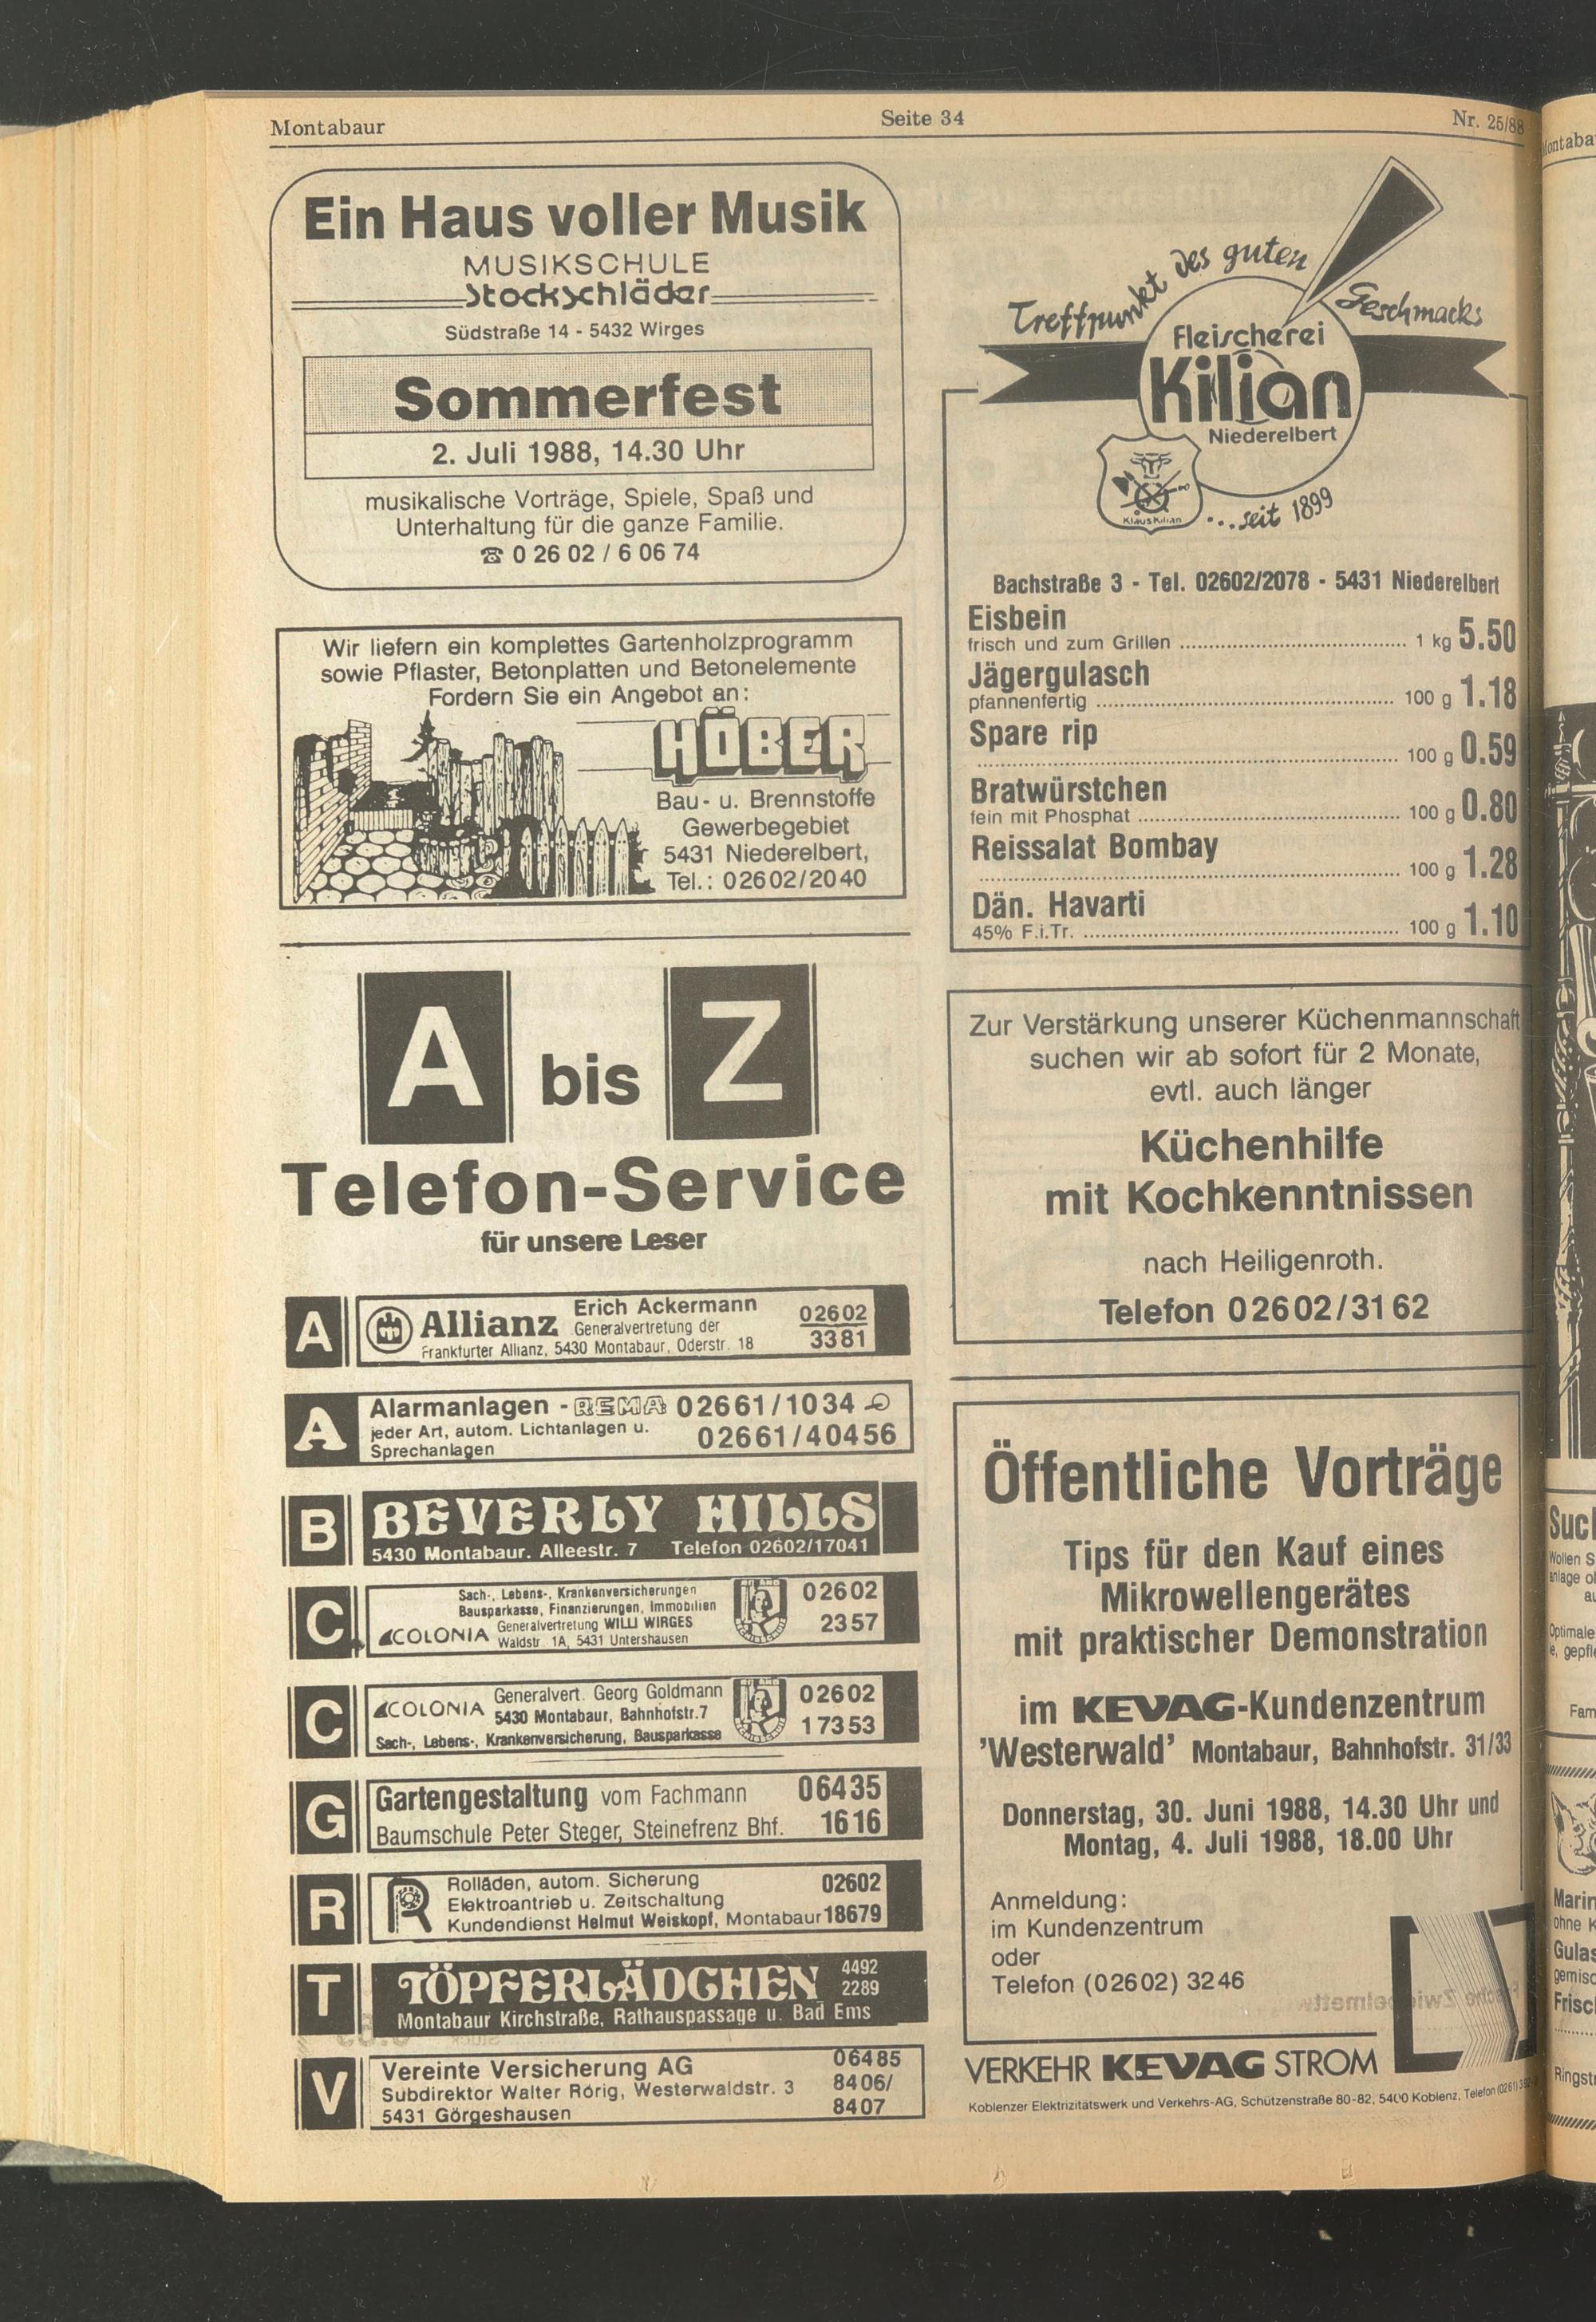 Montabaur
Seite 34
Nr. 25/88
Ein Haus voller Musik
MUSIKSCHULE
Stockschläder
Südstraße 14 - 5432 Wirges
Sommerfest
2. Juli 1988, 14.30 Uhr
musikalische Vorträge, Spiele, Spaß und
Unterhaltung für die ganze Familie.
☎ 0 26 02 / 6 06 74
Wir liefern ein komplettes Gartenholzprogramm
sowie Pflaster, Betonplatten und Betonelemente
Fordern Sie ein Angebot an:
HÖBER
Bau- u. Brennstoffe
Gewerbegebiet
5431 Niederelbert,
Tel.: 02602/2040
A bis Z
Telefon-Service
für unsere Leser
A
Allianz
Erich Ackermann
Generalvertretung der
Frankfurter Allianz, 5430 Montabaur, Oderstr. 18
02602
3381
A
Alarmanlagen - REMA 02661/1034
jeder Art, autom. Lichtanlagen u.
Sprechanlagen
02661/40456
B
BEVERLY HILLS
5430 Montabaur. Alleestr. 7 Telefon 02602/17041
C
Sach-, Lebens-, Krankenversicherungen
Bausparkasse, Finanzierungen, Immobilien
COLONIA
Generalvertretung WILLI WIRGES
Waldstr. 1A, 5431 Untershausen
02602
2357
C
COLONIA
Generalvert. Georg Goldmann
5430 Montabaur, Bahnhofstr.7
Sach-, Lebens-, Krankenversicherung, Bausparkasse
02602
17353
G
Gartengestaltung vom Fachmann
Baumschule Peter Steger, Steinefrenz Bhf.
06435
1616
R
R
Rolläden, autom. Sicherung
Elektroantrieb u. Zeitschaltung
Kundendienst Helmut Weiskopf, Montabaur
02602
18679
T
TÖPFERLÄDCHEN
4492
2289
Montabaur Kirchstraße, Rathauspassage u. Bad Ems
V
Vereinte Versicherung AG
Subdirektor Walter Rörig, Westerwaldstr. 3
5431 Görgeshausen
06485
8406/
8407
Treffpunkt des guten Geschmacks
Fleischerei
Kilian
Niederelbert
Klaus Kilian
...seit 1899
Bachstraße 3 - Tel. 02602/2078 - 5431 Niederelbert
Eisbein
frisch und zum Grillen ........ 1 kg 5.50
Jägergulasch
pfannenfertig ........ 100 g 1.18
Spare rip
........ 100 g 0.59
Bratwürstchen
fein mit Phosphat ........ 100 g 0.80
Reissalat Bombay
........ 100 g 1.28
Dän. Havarti
45% F.i.Tr. ........ 100 g 1.10
Zur Verstärkung unserer Küchenmannschaft
suchen wir ab sofort für 2 Monate,
evtl. auch länger
Küchenhilfe
mit Kochkenntnissen
nach Heiligenroth.
Telefon 02602/3162
Öffentliche Vorträge
Tips für den Kauf eines
Mikrowellengerätes
mit praktischer Demonstration
im KEVAG-Kundenzentrum
'Westerwald' Montabaur, Bahnhofstr. 31/33
Donnerstag, 30. Juni 1988, 14.30 Uhr und
Montag, 4. Juli 1988, 18.00 Uhr
Anmeldung:
im Kundenzentrum
oder
Telefon (02602) 3246
VERKEHR KEVAG STROM
Koblenzer Elektrizitätswerk und Verkehrs-AG, Schützenstraße 80-82, 5400 Koblenz, Telefon (0261)
Wollen
Optimale
Ringst